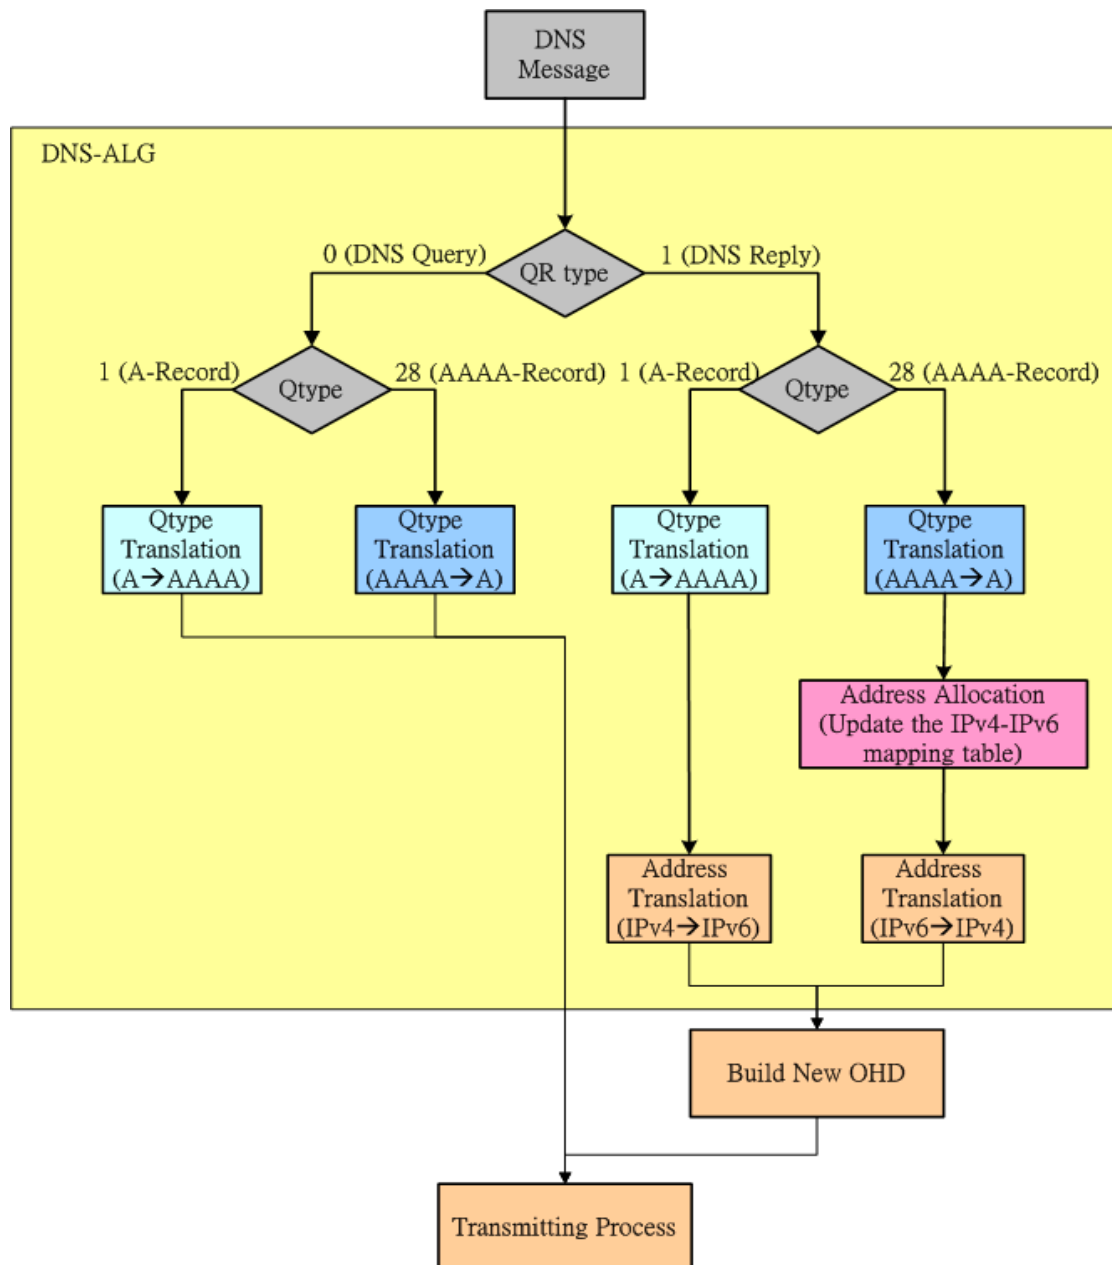 DNS
Message
DNS-ALG
0 (DNS Query)
QR type
1 (DNS Reply)
1 (A-Record)
Qtype
28 (AAAA-Record)
1 (A-Record)
Qtype
28 (AAAA-Record)
Qtype
Translation
(A→AAAA)
Qtype
Translation
(AAAA→A)
Qtype
Translation
(A→AAAA)
Qtype
Translation
(AAAA→A)
Address Allocation
(Update the IPv4-IPv6
mapping table)
Address
Translation
(IPv4→IPv6)
Address
Translation
(IPv6→IPv4)
Build New OHD
Transmitting Process